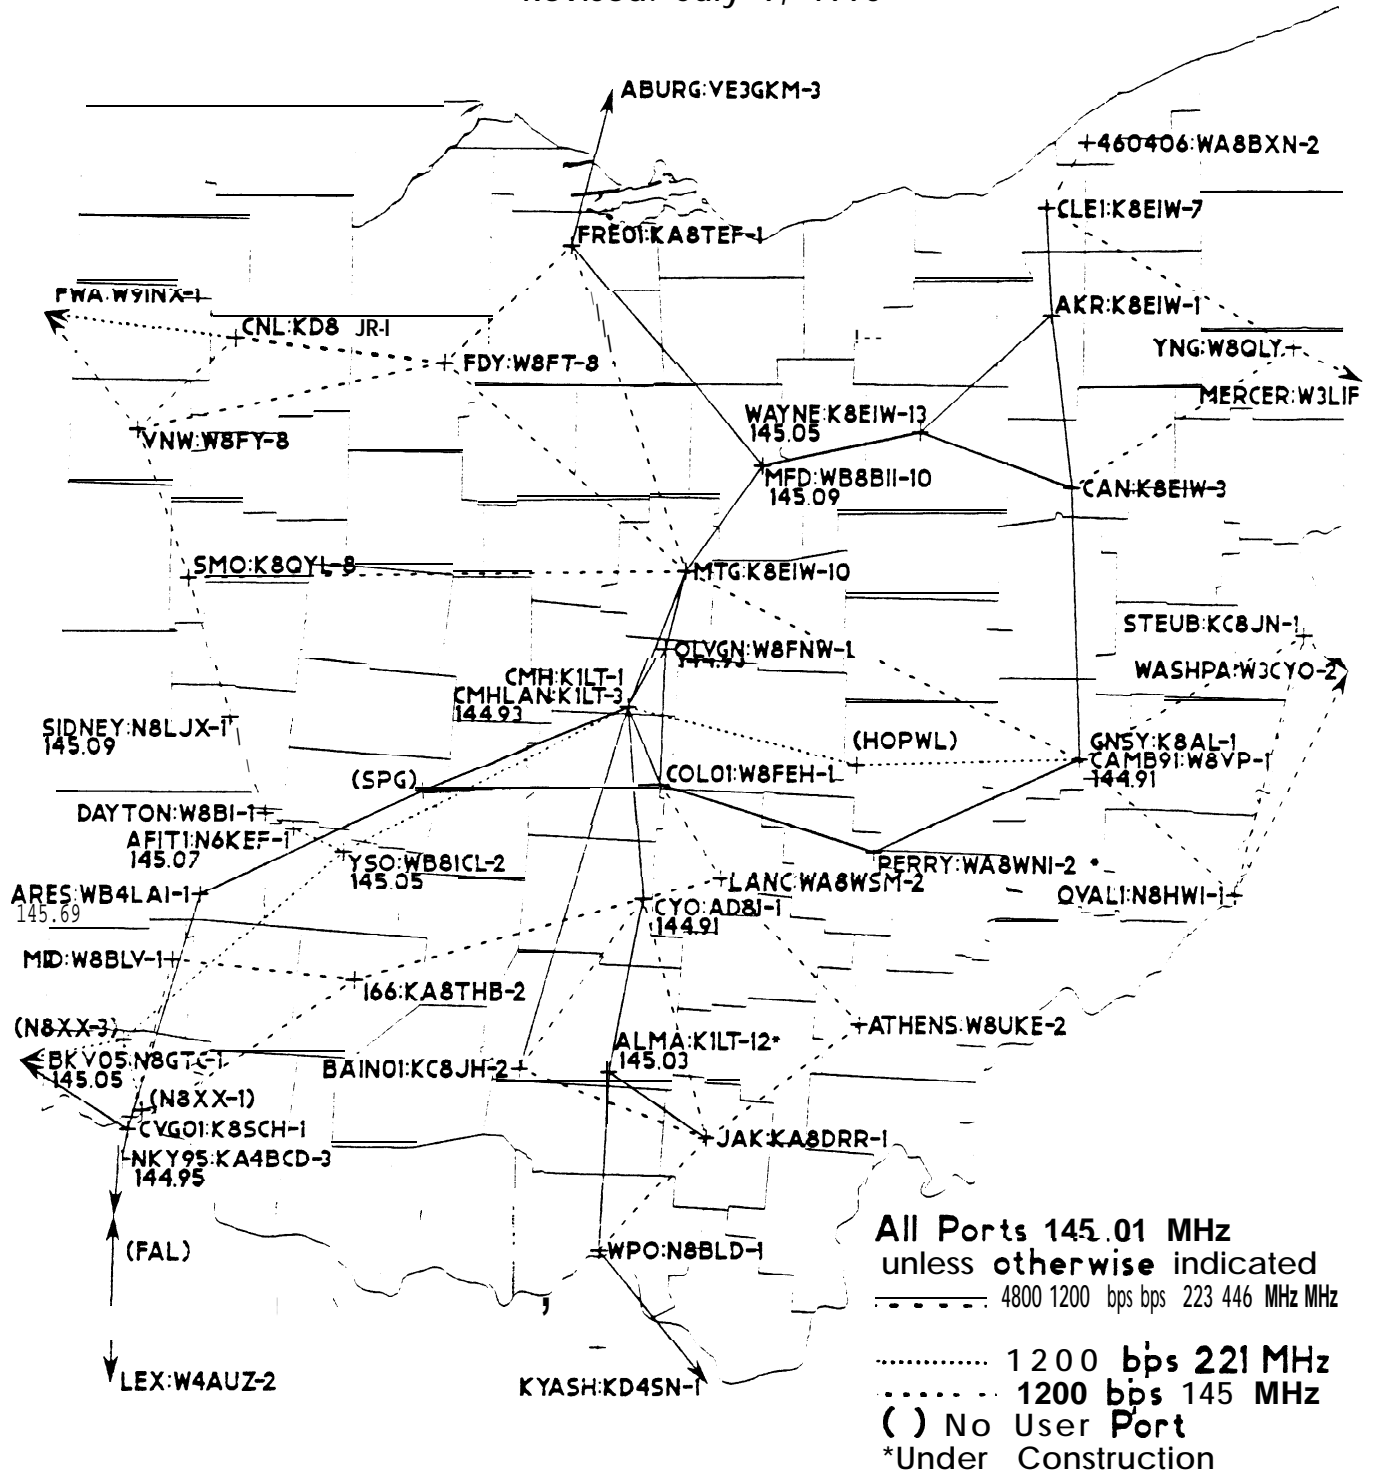 ABURG:VE3GKM-3
+460406:WA8BXN-2
CLE1:K8EIW-7
FRE01:KA8TEF-1
FWA:W9INX-1
CNL:KD8 JR-I
AKR:K8EIW-1
FDY:W8FT-8
YNG:W8QLY
MERCER:W3LIF
WAYNE:K8EIW-13
145.05
VNW:W8FY-8
MFD:WB8BII-10
145.09
CAN:K8EIW-3
SMO:K8QYL-8
MTG:K8EIW-10
STEUB:KC8JN-1
OLVGN:W8FNW-1
WASHPA:W3CYO-2
CMH:K1LT-1
CMHLAN:K1LT-3
144.93
SIDNEY:N8LJX-1
145.09
(HOPWL)
GNSY:K8AL-1
CAMB91:W8VP-1
144.91
(SPG)
COL01:W8FEH-1
DAYTON:W8BI-1
AFIT1:N6KEF-1
145.07
YSO:WB8ICL-2
145.05
PERRY:WA8WNI-2 *
LANC:WA8WSM-2
ARES:WB4LAI-1
145.69
OVAL1:N8HWI-1
CYO:AD8I-1
144.91
MID:W8BLV-1
I66:KA8THB-2
(N8XX-3)
ATHENS:W8UKE-2
ALMA:K1LT-12*
145.03
BKV05:N8GTC-1
145.05
BAIN01:KC8JH-2
(N8XX-1)
CVG01:K8SCH-1
JAK:KA8DRR-1
NKY95:KA4BCD-3
144.95
(FAL)
WPO:N8BLD-1
LEX:W4AUZ-2
KYASH:KD4SN-1
All Ports 145.01 MHz
unless otherwise indicated
4800 1200 bps bps 223 446 MHz MHz
1200 bps 221 MHz
1200 bps 145 MHz
( ) No User Port
*Under Construction